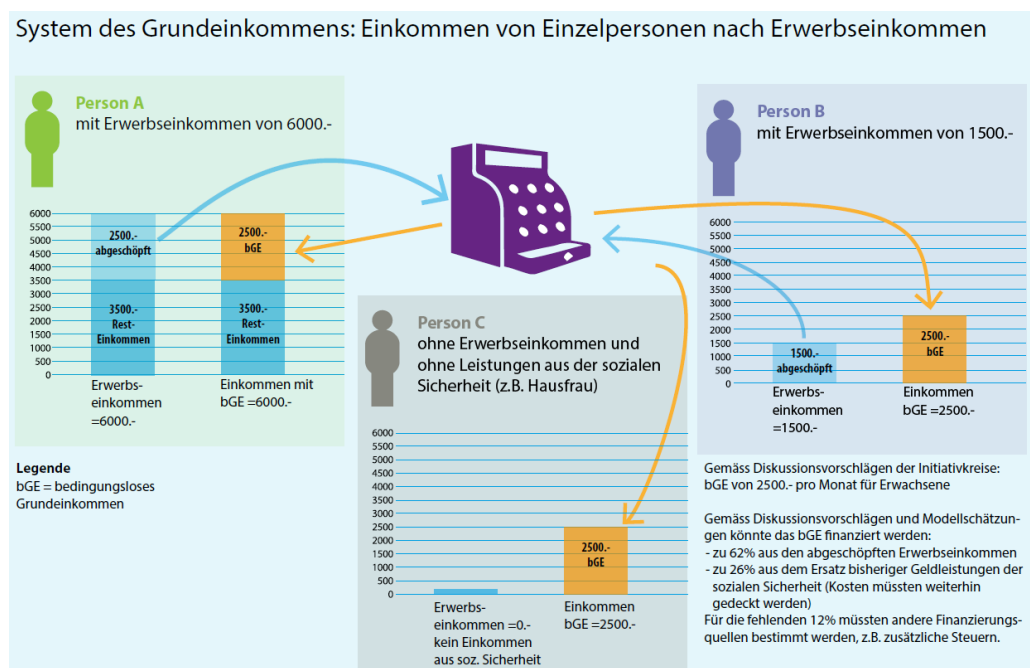 System des Grundeinkommens: Einkommen von Einzelpersonen nach Erwerbseinkommen
Person A
mit Erwerbseinkommen von 6000.-
6000
5500
5000
4500
4000
3500
3000
2500
2000
1500
1000
500
0
2500.-
abgeschöpft
3500.-
Rest-
Einkommen
2500.-
bGE
3500.-
Rest-
Einkommen
Erwerbs-
einkommen
=6000.-
Einkommen mit
bGE =6000.-
Person B
mit Erwerbseinkommen von 1500.-
6000
5500
5000
4500
4000
3500
3000
2500
2000
1500
1000
500
0
1500.-
abgeschöpft
2500.-
bGE
Erwerbs-
einkommen
=1500.-
Einkommen
bGE =2500.-
Person C
ohne Erwerbseinkommen und
ohne Leistungen aus der sozialen
Sicherheit (z.B. Hausfrau)
6000
5500
5000
4500
4000
3500
3000
2500
2000
1500
1000
500
0
2500.-
bGE
Erwerbs-
einkommen =0.-
kein Einkommen
aus soz. Sicherheit
Einkommen
bGE =2500.-
Legende
bGE = bedingungsloses
Grundeinkommen
Gemäss Diskussionsvorschlägen der Initiativkreise:
bGE von 2500.- pro Monat für Erwachsene
Gemäss Diskussionsvorschlägen und Modellschätzun-
gen könnte das bGE finanziert werden:
- zu 62% aus den abgeschöpften Erwerbseinkommen
- zu 26% aus dem Ersatz bisheriger Geldleistungen der
sozialen Sicherheit (Kosten müssten weiterhin
gedeckt werden)
Für die fehlenden 12% müssten andere Finanzierungs-
quellen bestimmt werden, z.B. zusätzliche Steuern.